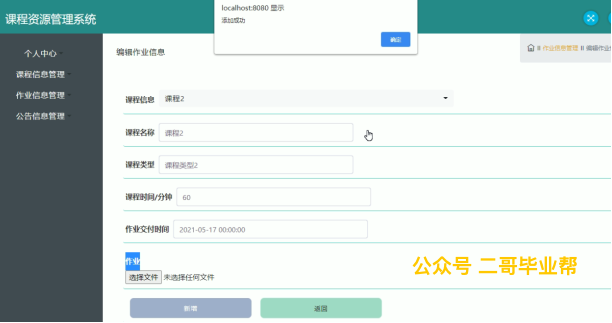 课程资源管理系统
localhost:8080 显示
添加成功
确定
个人中心
课程信息管理
作业信息管理
公告信息管理
编辑作业信息
作业信息管理 编辑作业信
课程信息 课程2
课程名称 课程2
课程类型 课程类型2
课程时间/分钟 60
作业交付时间 2021-05-17 00:00:00
作业
选择文件 未选择任何文件
公众号 二哥毕业帮
新增 返回